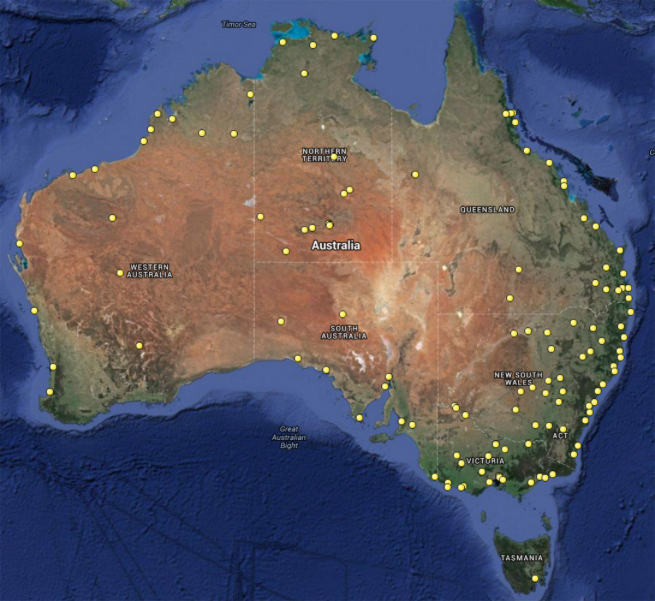 Timor Sea
NORTHERN
TERRITORY
QUEENSLAND
Australia
WESTERN
AUSTRALIA
SOUTH
AUSTRALIA
NEW SOUTH
WALES
Great
Australian
Bight
ACT
VICTORIA
TASMANIA